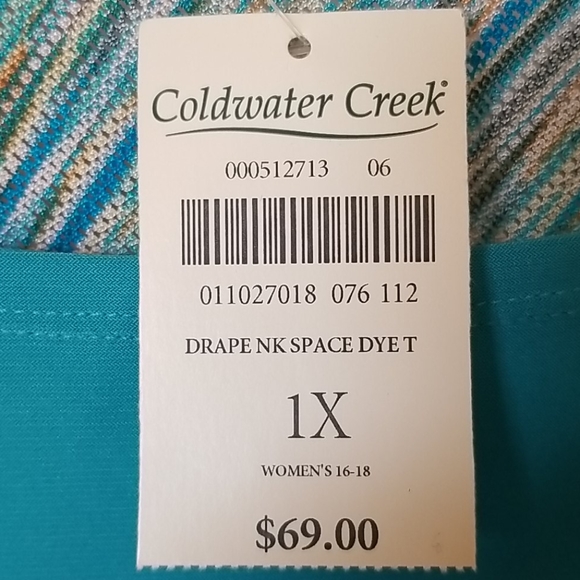 Coldwater Creek®
000512713 06
011027018 076 112
DRAPE NK SPACE DYE T
1X
WOMEN'S 16-18
$69.00